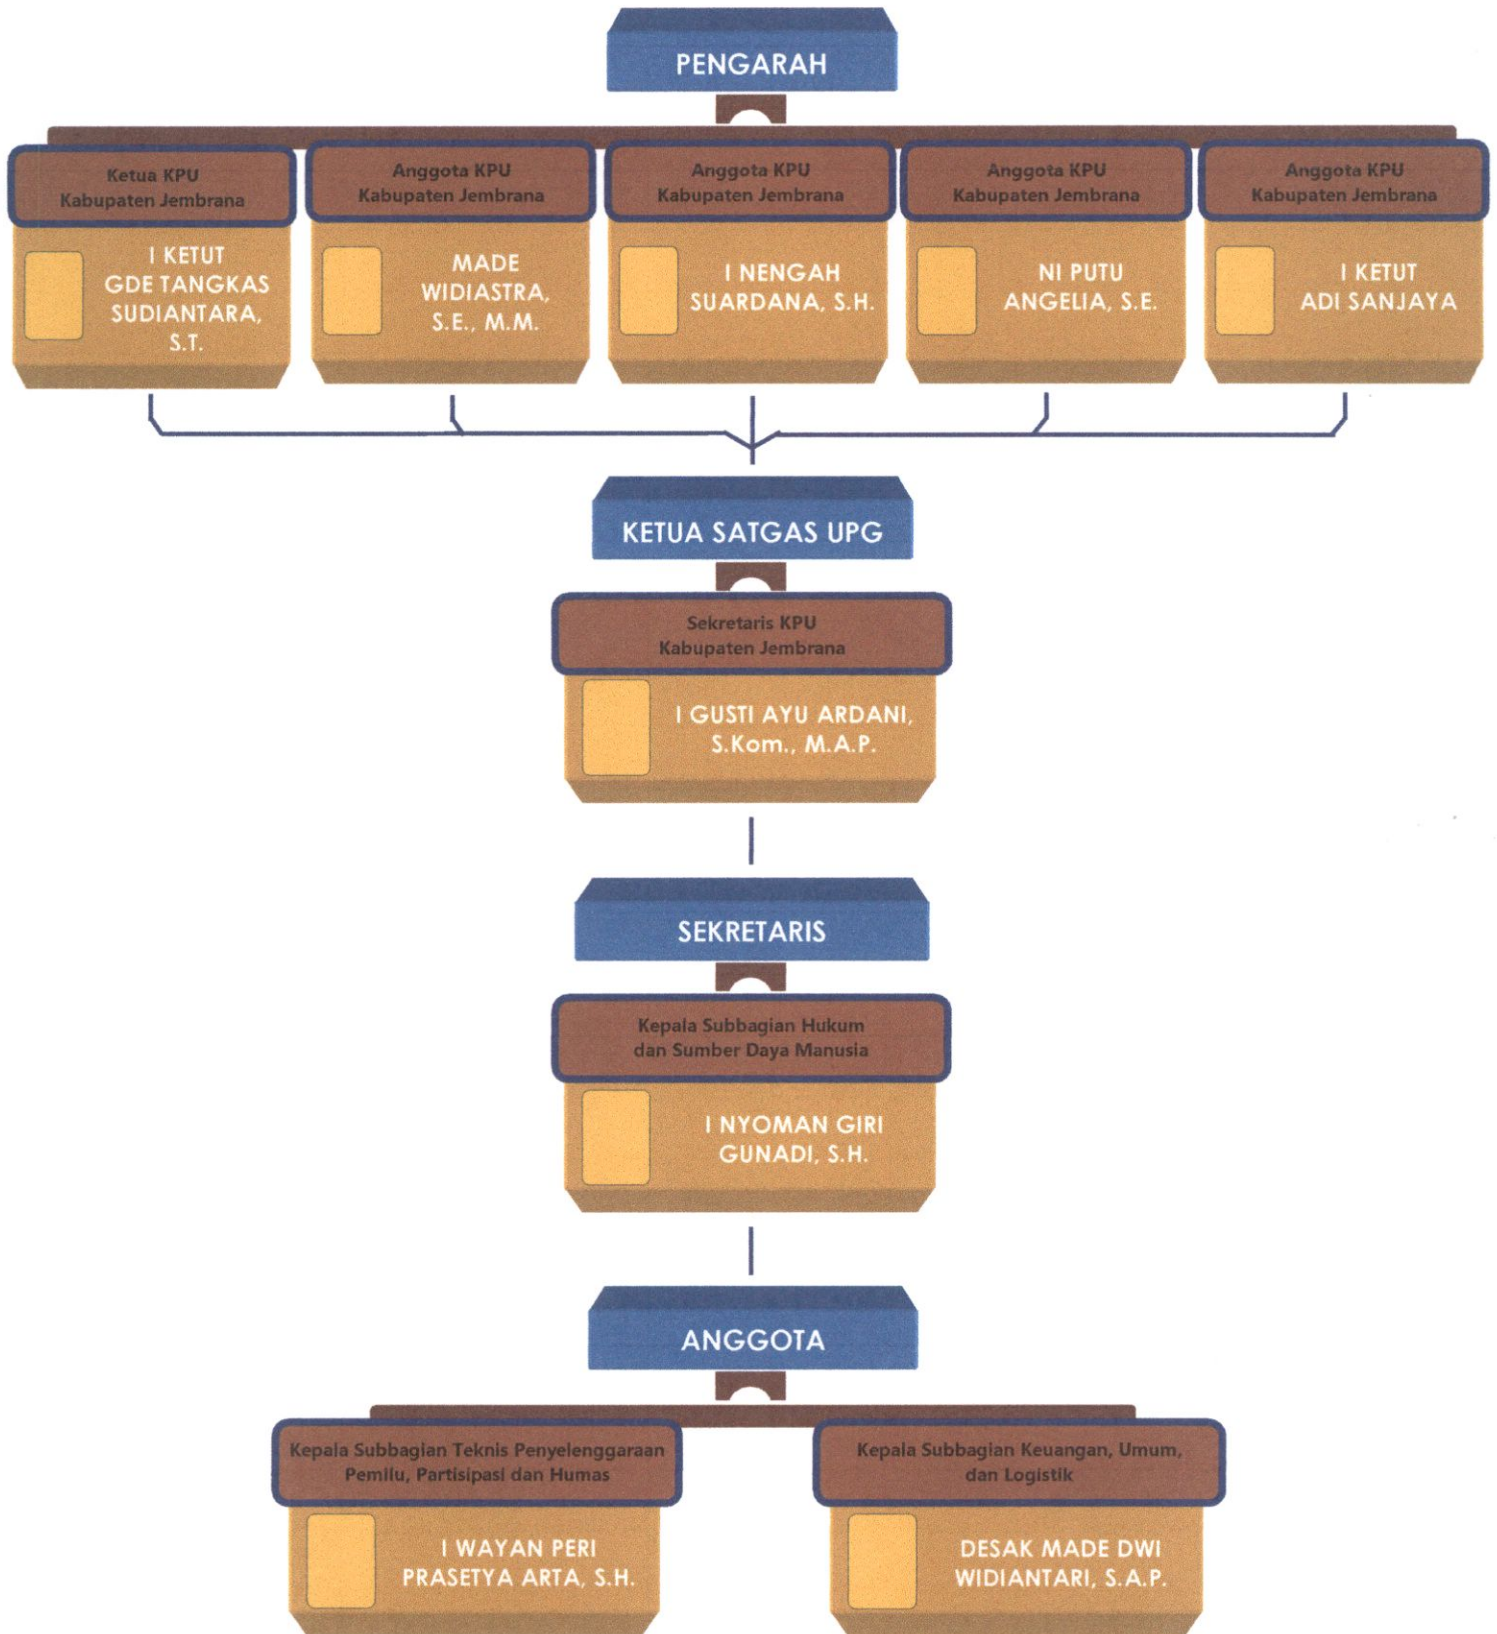 PENGARAH
Ketua KPU
Kabupaten Jembrana
I KETUT
GDE TANGKAS
SUDIANTARA,
S.T.
Anggota KPU
Kabupaten Jembrana
MADE
WIDIASTRA,
S.E., M.M.
Anggota KPU
Kabupaten Jembrana
I NENGAH
SUARDANA, S.H.
Anggota KPU
Kabupaten Jembrana
NI PUTU
ANGELIA, S.E.
Anggota KPU
Kabupaten Jembrana
I KETUT
ADI SANJAYA
KETUA SATGAS UPG
Sekretaris KPU
Kabupaten Jembrana
I GUSTI AYU ARDANI,
S.Kom., M.A.P.
SEKRETARIS
Kepala Subbagian Hukum
dan Sumber Daya Manusia
I NYOMAN GIRI
GUNADI, S.H.
ANGGOTA
Kepala Subbagian Teknis Penyelenggaraan
Pemilu, Partisipasi dan Humas
I WAYAN PERI
PRASETYA ARTA, S.H.
Kepala Subbagian Keuangan, Umum,
dan Logistik
DESAK MADE DWI
WIDIANTARI, S.A.P.